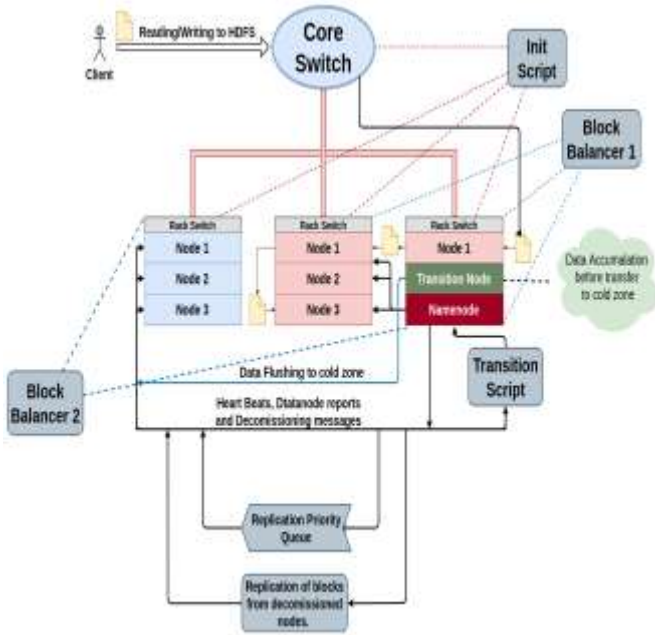 Reading/Writing to HDFS
Client
Core
Switch
Init
Script
Block
Balancer 1
Rack Switch
Node 1
Node 2
Node 3
Rack Switch
Node 1
Node 2
Node 3
Rack Switch
Node 1
Transition Node
Namenode
Data Accumalation
before transfer
to cold zone
Block
Balancer 2
Data Flushing to cold zone
Transition
Script
Heart Beats, Dtatanode reports
and Decomissioning messages
Replication Priority
Queue
Replication of blocks
from decomissioned
nodes.